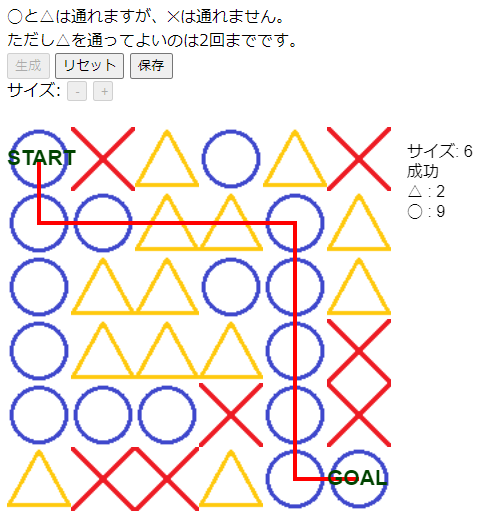 ○と△は通れますが、×は通れません。
ただし△を通ってよいのは2回までです。
生成 リセット 保存
サイズ: - +
START
サイズ: 6
成功
△ : 2
○ : 9
GOAL